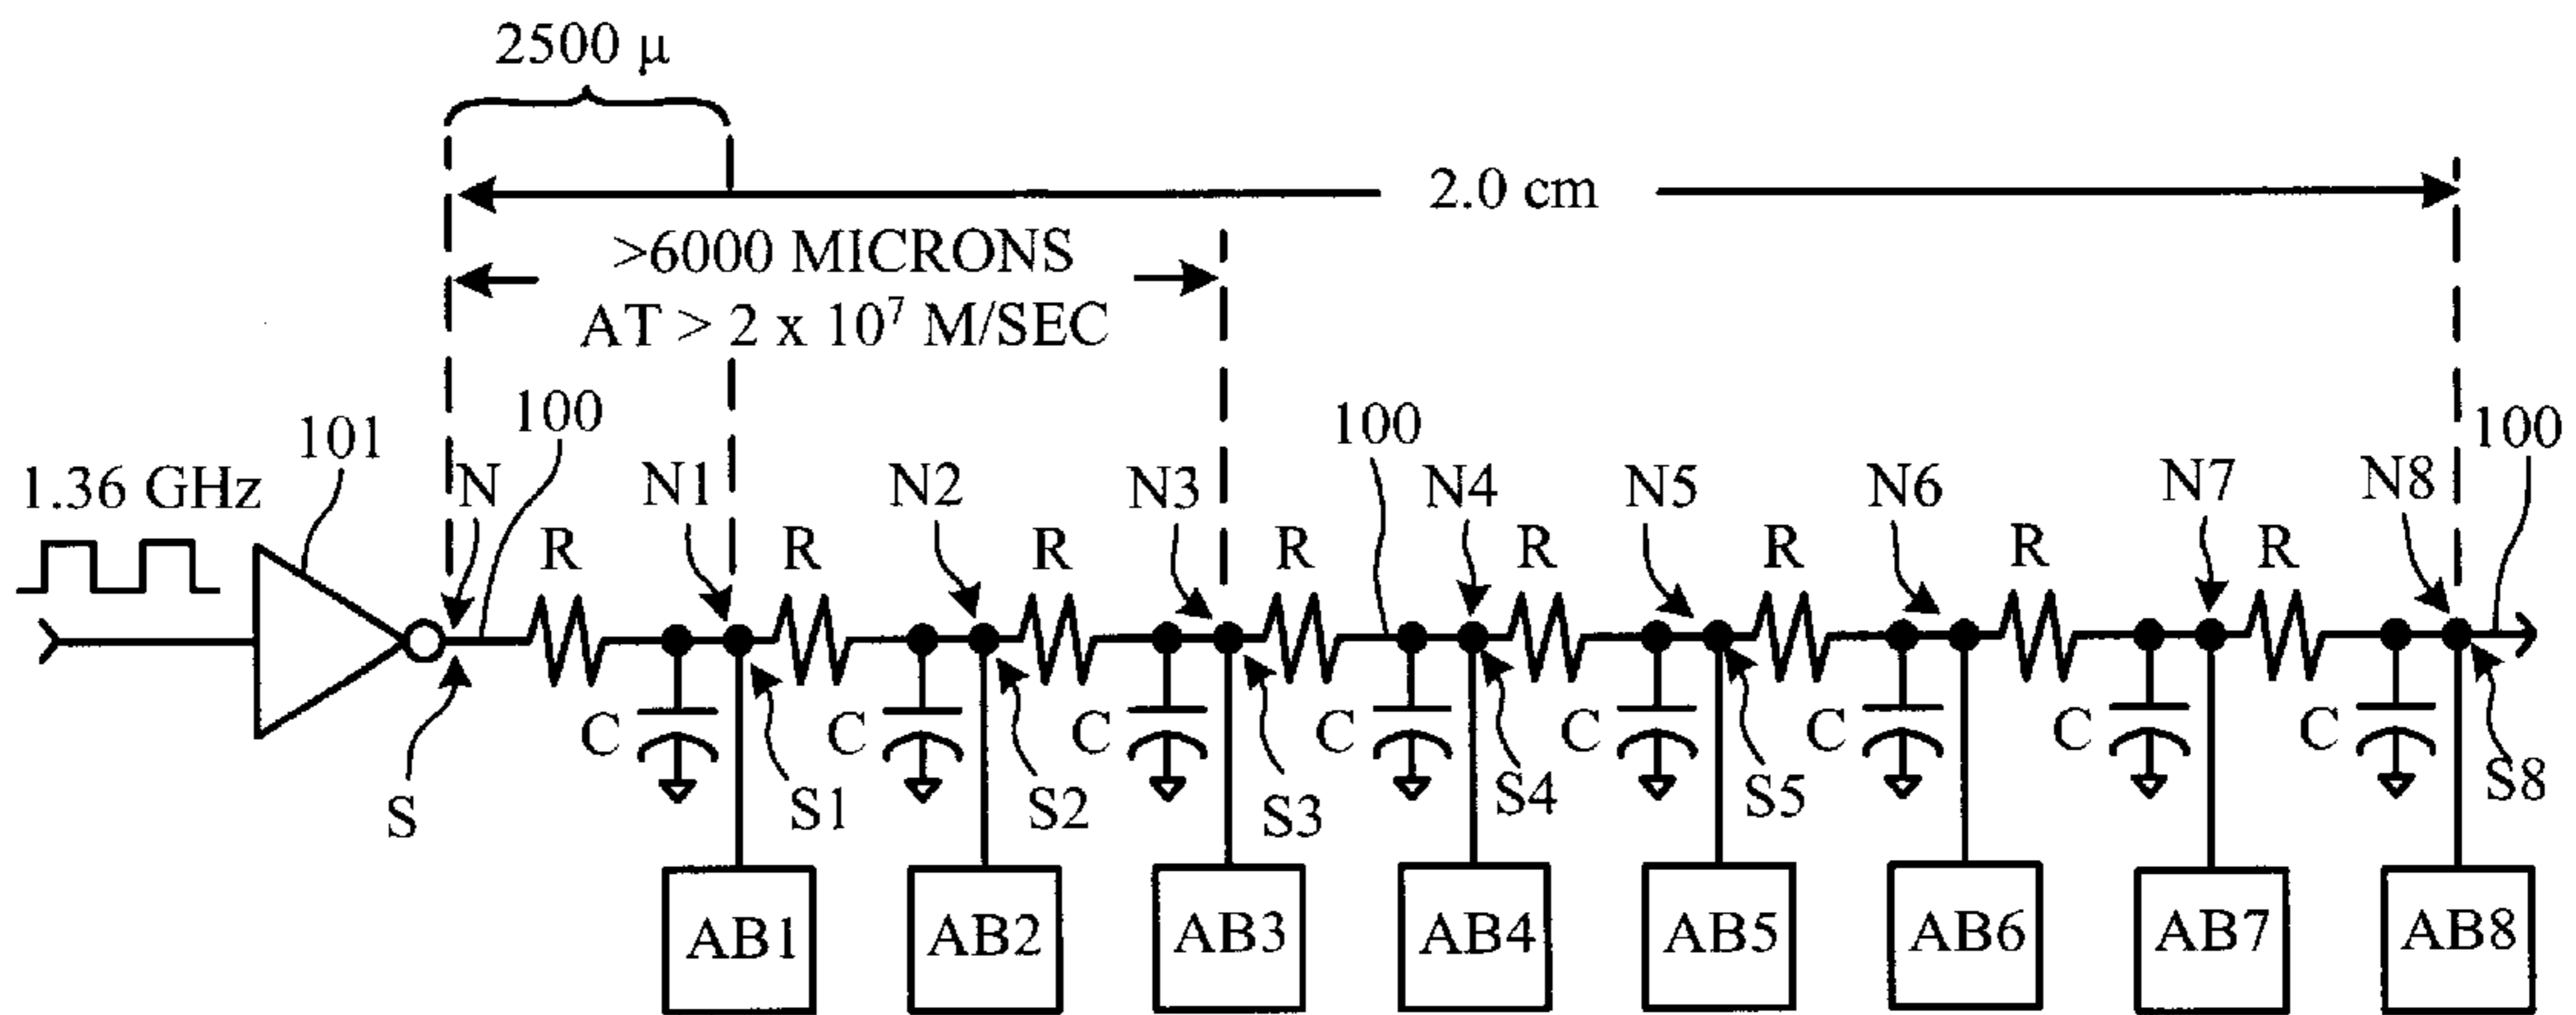 2500 μ
2.0 cm
>6000 MICRONS
AT > 2 x 10⁷ M/SEC
1.36 GHz
101
N
100
N1
N2
N3
100
N4
N5
N6
N7
N8
100
R R R R R R R R
C C C C C C C C
S S1 S2 S3 S4 S5 S8
AB1 AB2 AB3 AB4 AB5 AB6 AB7 AB8